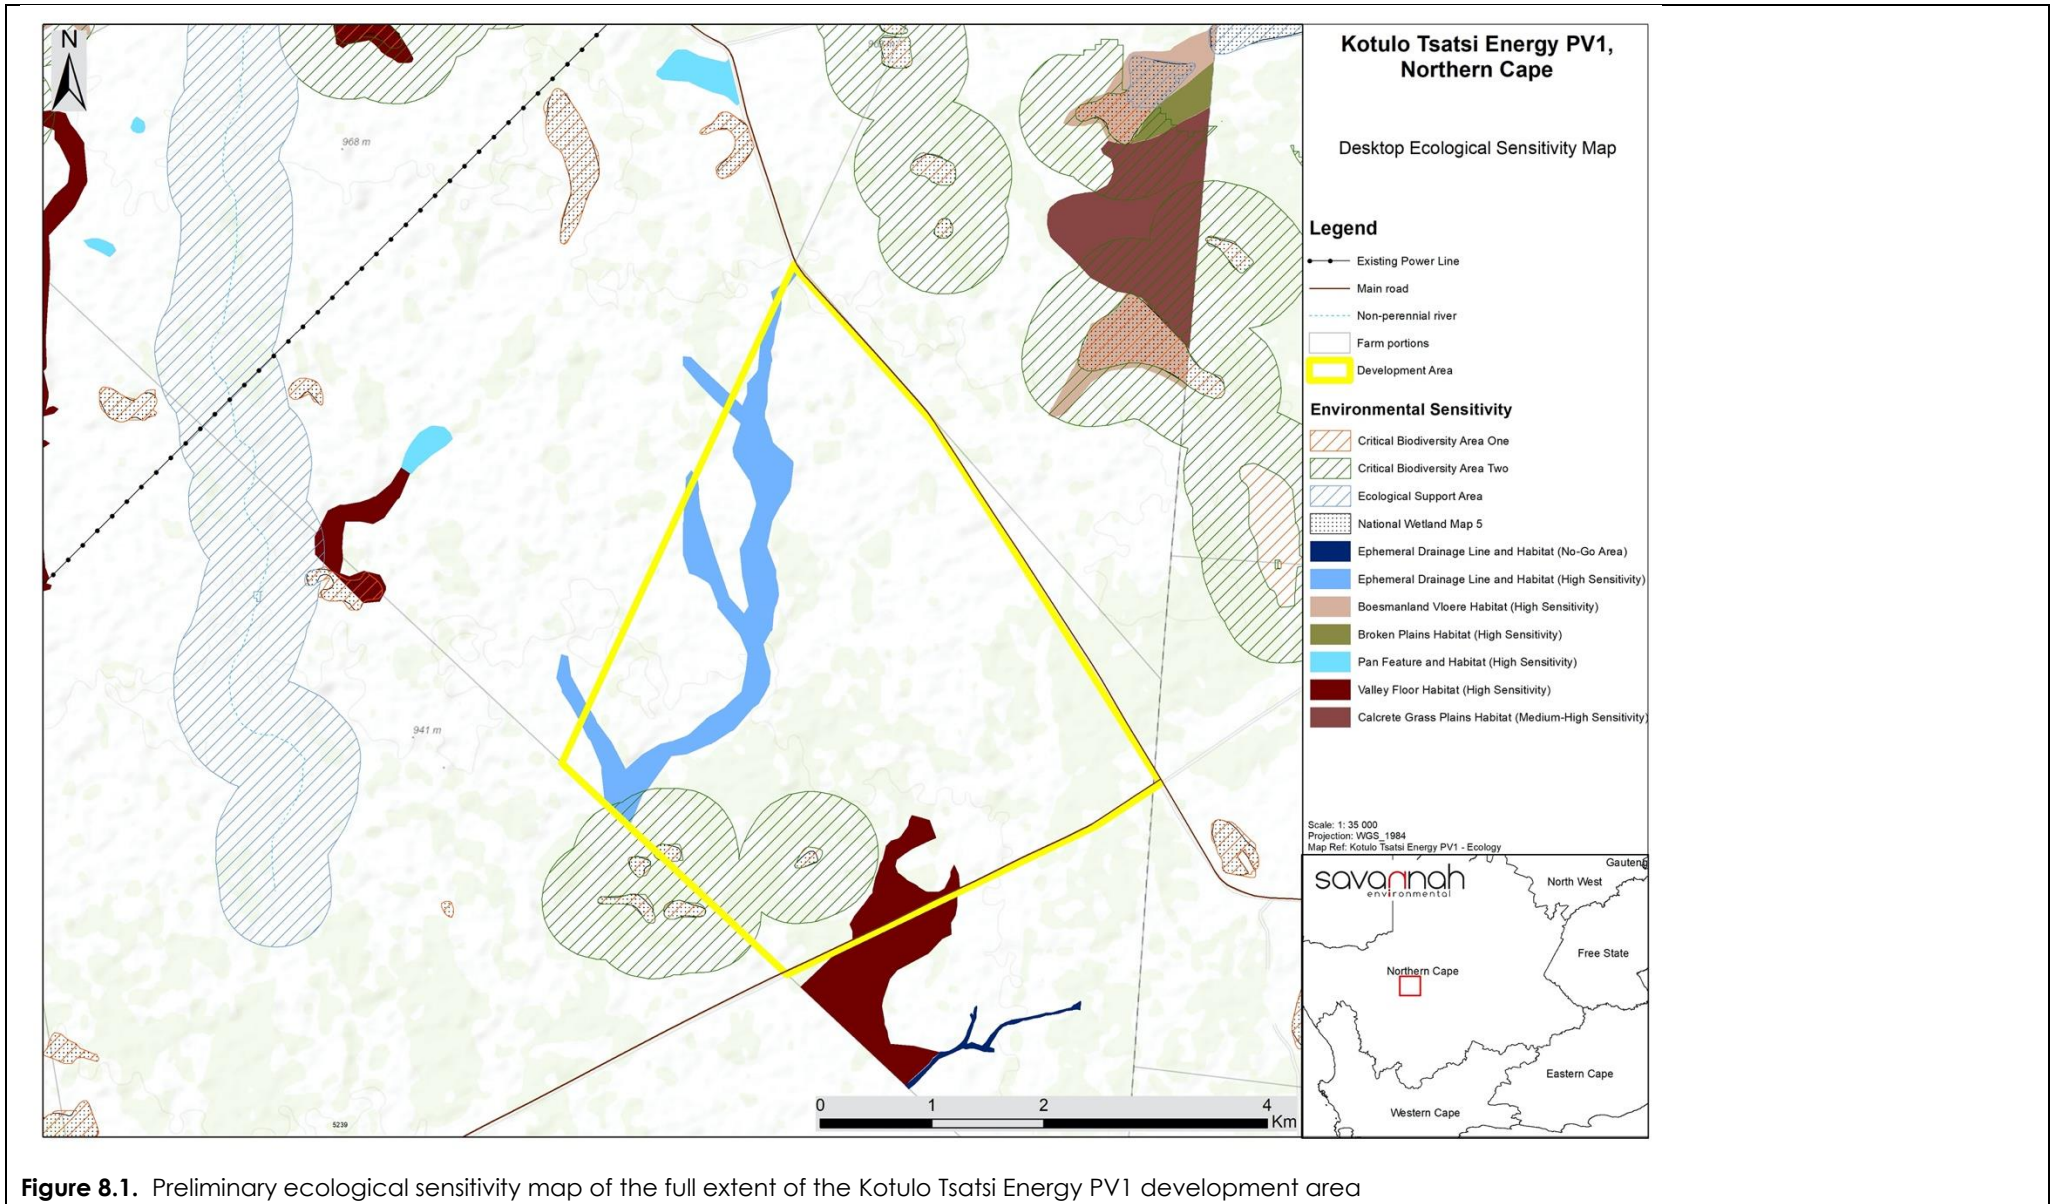 N
968 m
941 m
5239
0 1 2 4
Km
Kotulo Tsatsi Energy PV1,
Northern Cape
Desktop Ecological Sensitivity Map
Legend
Existing Power Line
Main road
Non-perennial river
Farm portions
Development Area
Environmental Sensitivity
Critical Biodiversity Area One
Critical Biodiversity Area Two
Ecological Support Area
National Wetland Map 5
Ephemeral Drainage Line and Habitat (No-Go Area)
Ephemeral Drainage Line and Habitat (High Sensitivity)
Boesmanland Vloere Habitat (High Sensitivity)
Broken Plains Habitat (High Sensitivity)
Pan Feature and Habitat (High Sensitivity)
Valley Floor Habitat (High Sensitivity)
Calcrete Grass Plains Habitat (Medium-High Sensitivity)
Scale: 1: 35 000
Projection: WGS_1984
Map Ref: Kotulo Tsatsi Energy PV1 - Ecology
savannah
environmental
Gauteng
North West
Free State
Northern Cape
Eastern Cape
Western Cape
Figure 8.1. Preliminary ecological sensitivity map of the full extent of the Kotulo Tsatsi Energy PV1 development area